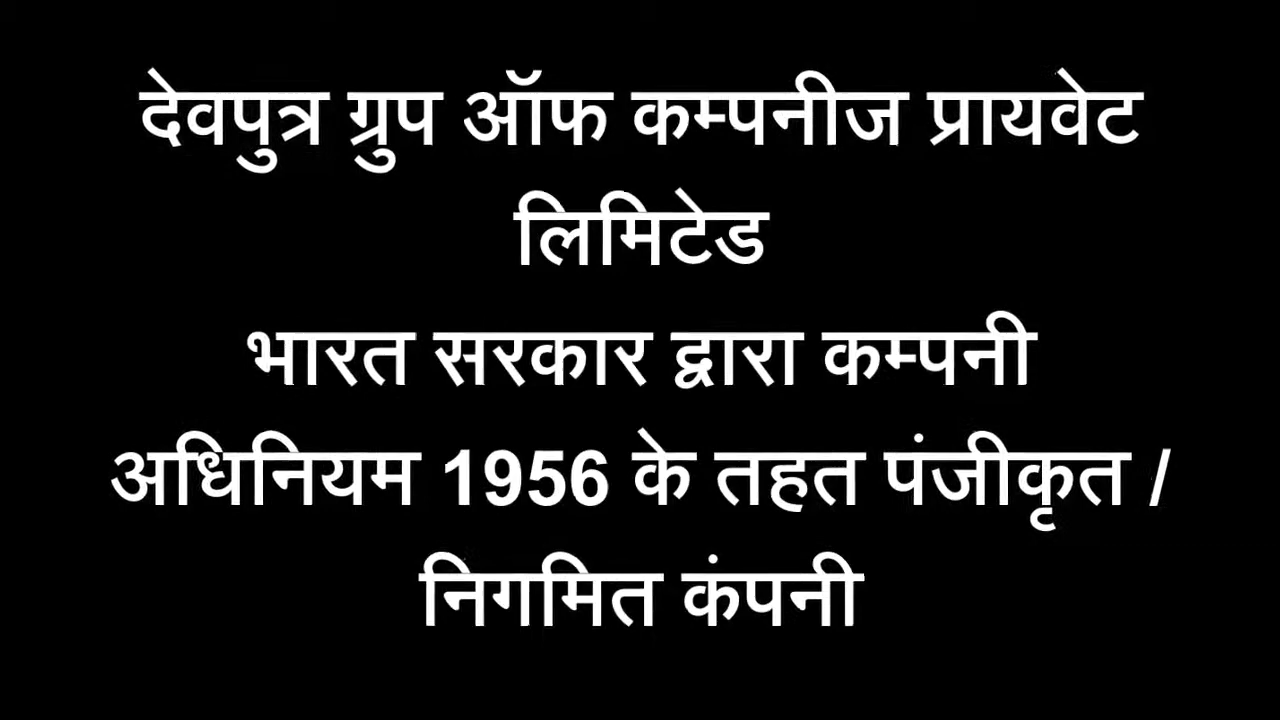 देवपुत्र ग्रुप ऑफ कम्पनीज प्रायवेट
लिमिटेड
भारत सरकार द्वारा कम्पनी
अधिनियम 1956 के तहत पंजीकृत /
निगमित कंपनी